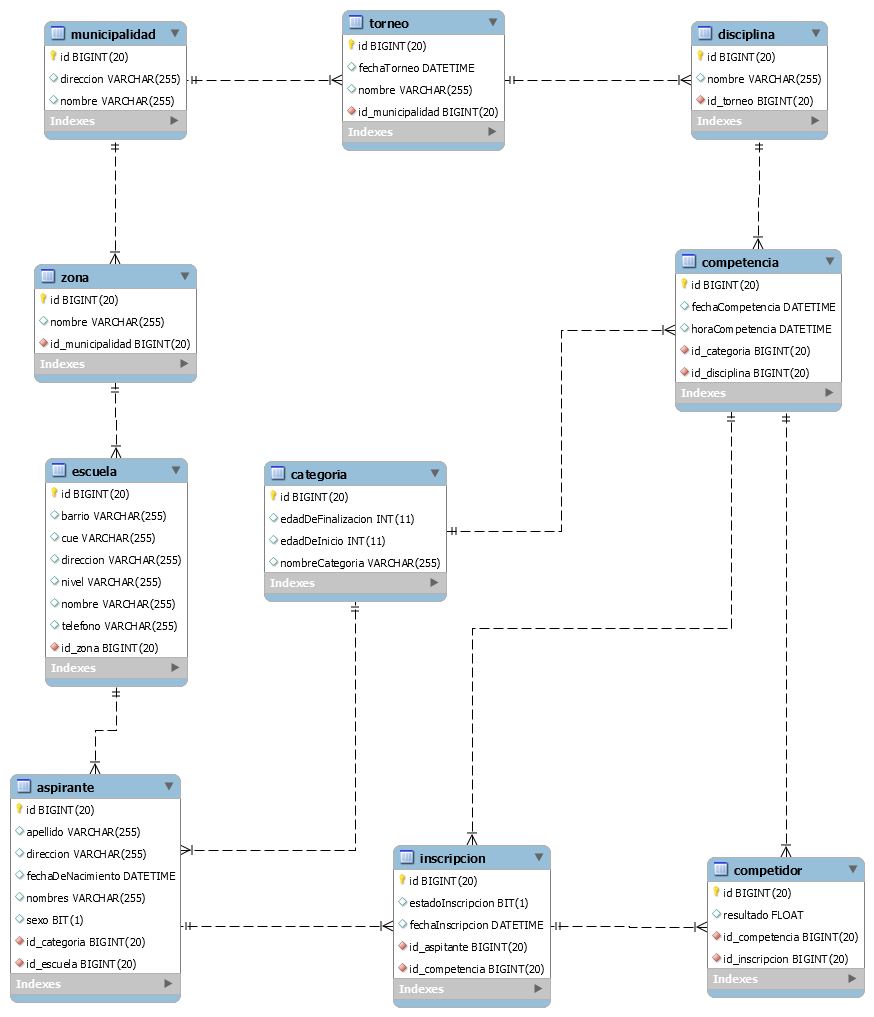 municipalidad
id BIGINT(20)
direccion VARCHAR(255)
nombre VARCHAR(255)
Indexes
torneo
id BIGINT(20)
fechaTorneo DATETIME
nombre VARCHAR(255)
id_municipalidad BIGINT(20)
Indexes
disciplina
id BIGINT(20)
nombre VARCHAR(255)
id_torneo BIGINT(20)
Indexes
zona
id BIGINT(20)
nombre VARCHAR(255)
id_municipalidad BIGINT(20)
Indexes
competencia
id BIGINT(20)
fechaCompetencia DATETIME
horaCompetencia DATETIME
id_categoria BIGINT(20)
id_disciplina BIGINT(20)
Indexes
escuela
id BIGINT(20)
barrio VARCHAR(255)
cue VARCHAR(255)
direccion VARCHAR(255)
nivel VARCHAR(255)
nombre VARCHAR(255)
telefono VARCHAR(255)
id_zona BIGINT(20)
Indexes
categoria
id BIGINT(20)
edadDeFinalizacion INT(11)
edadDeInicio INT(11)
nombreCategoria VARCHAR(255)
Indexes
aspirante
id BIGINT(20)
apellido VARCHAR(255)
direccion VARCHAR(255)
fechaDeNacimiento DATETIME
nombres VARCHAR(255)
sexo BIT(1)
id_categoria BIGINT(20)
id_escuela BIGINT(20)
Indexes
inscripcion
id BIGINT(20)
estadoInscripcion BIT(1)
fechaInscripcion DATETIME
id_aspitante BIGINT(20)
id_competencia BIGINT(20)
Indexes
competidor
id BIGINT(20)
resultado FLOAT
id_competencia BIGINT(20)
id_inscripcion BIGINT(20)
Indexes